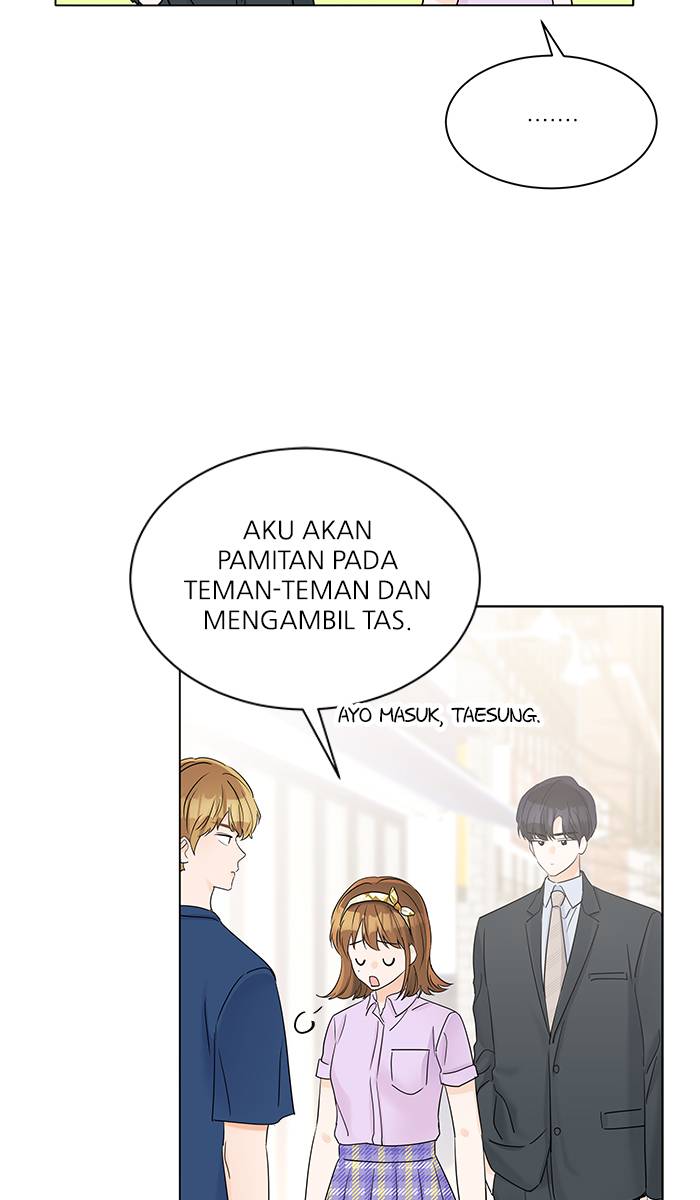 .......
AKU AKAN
PAMITAN PADA
TEMAN-TEMAN DAN
MENGAMBIL TAS.
AYO MASUK, TAESUNG.